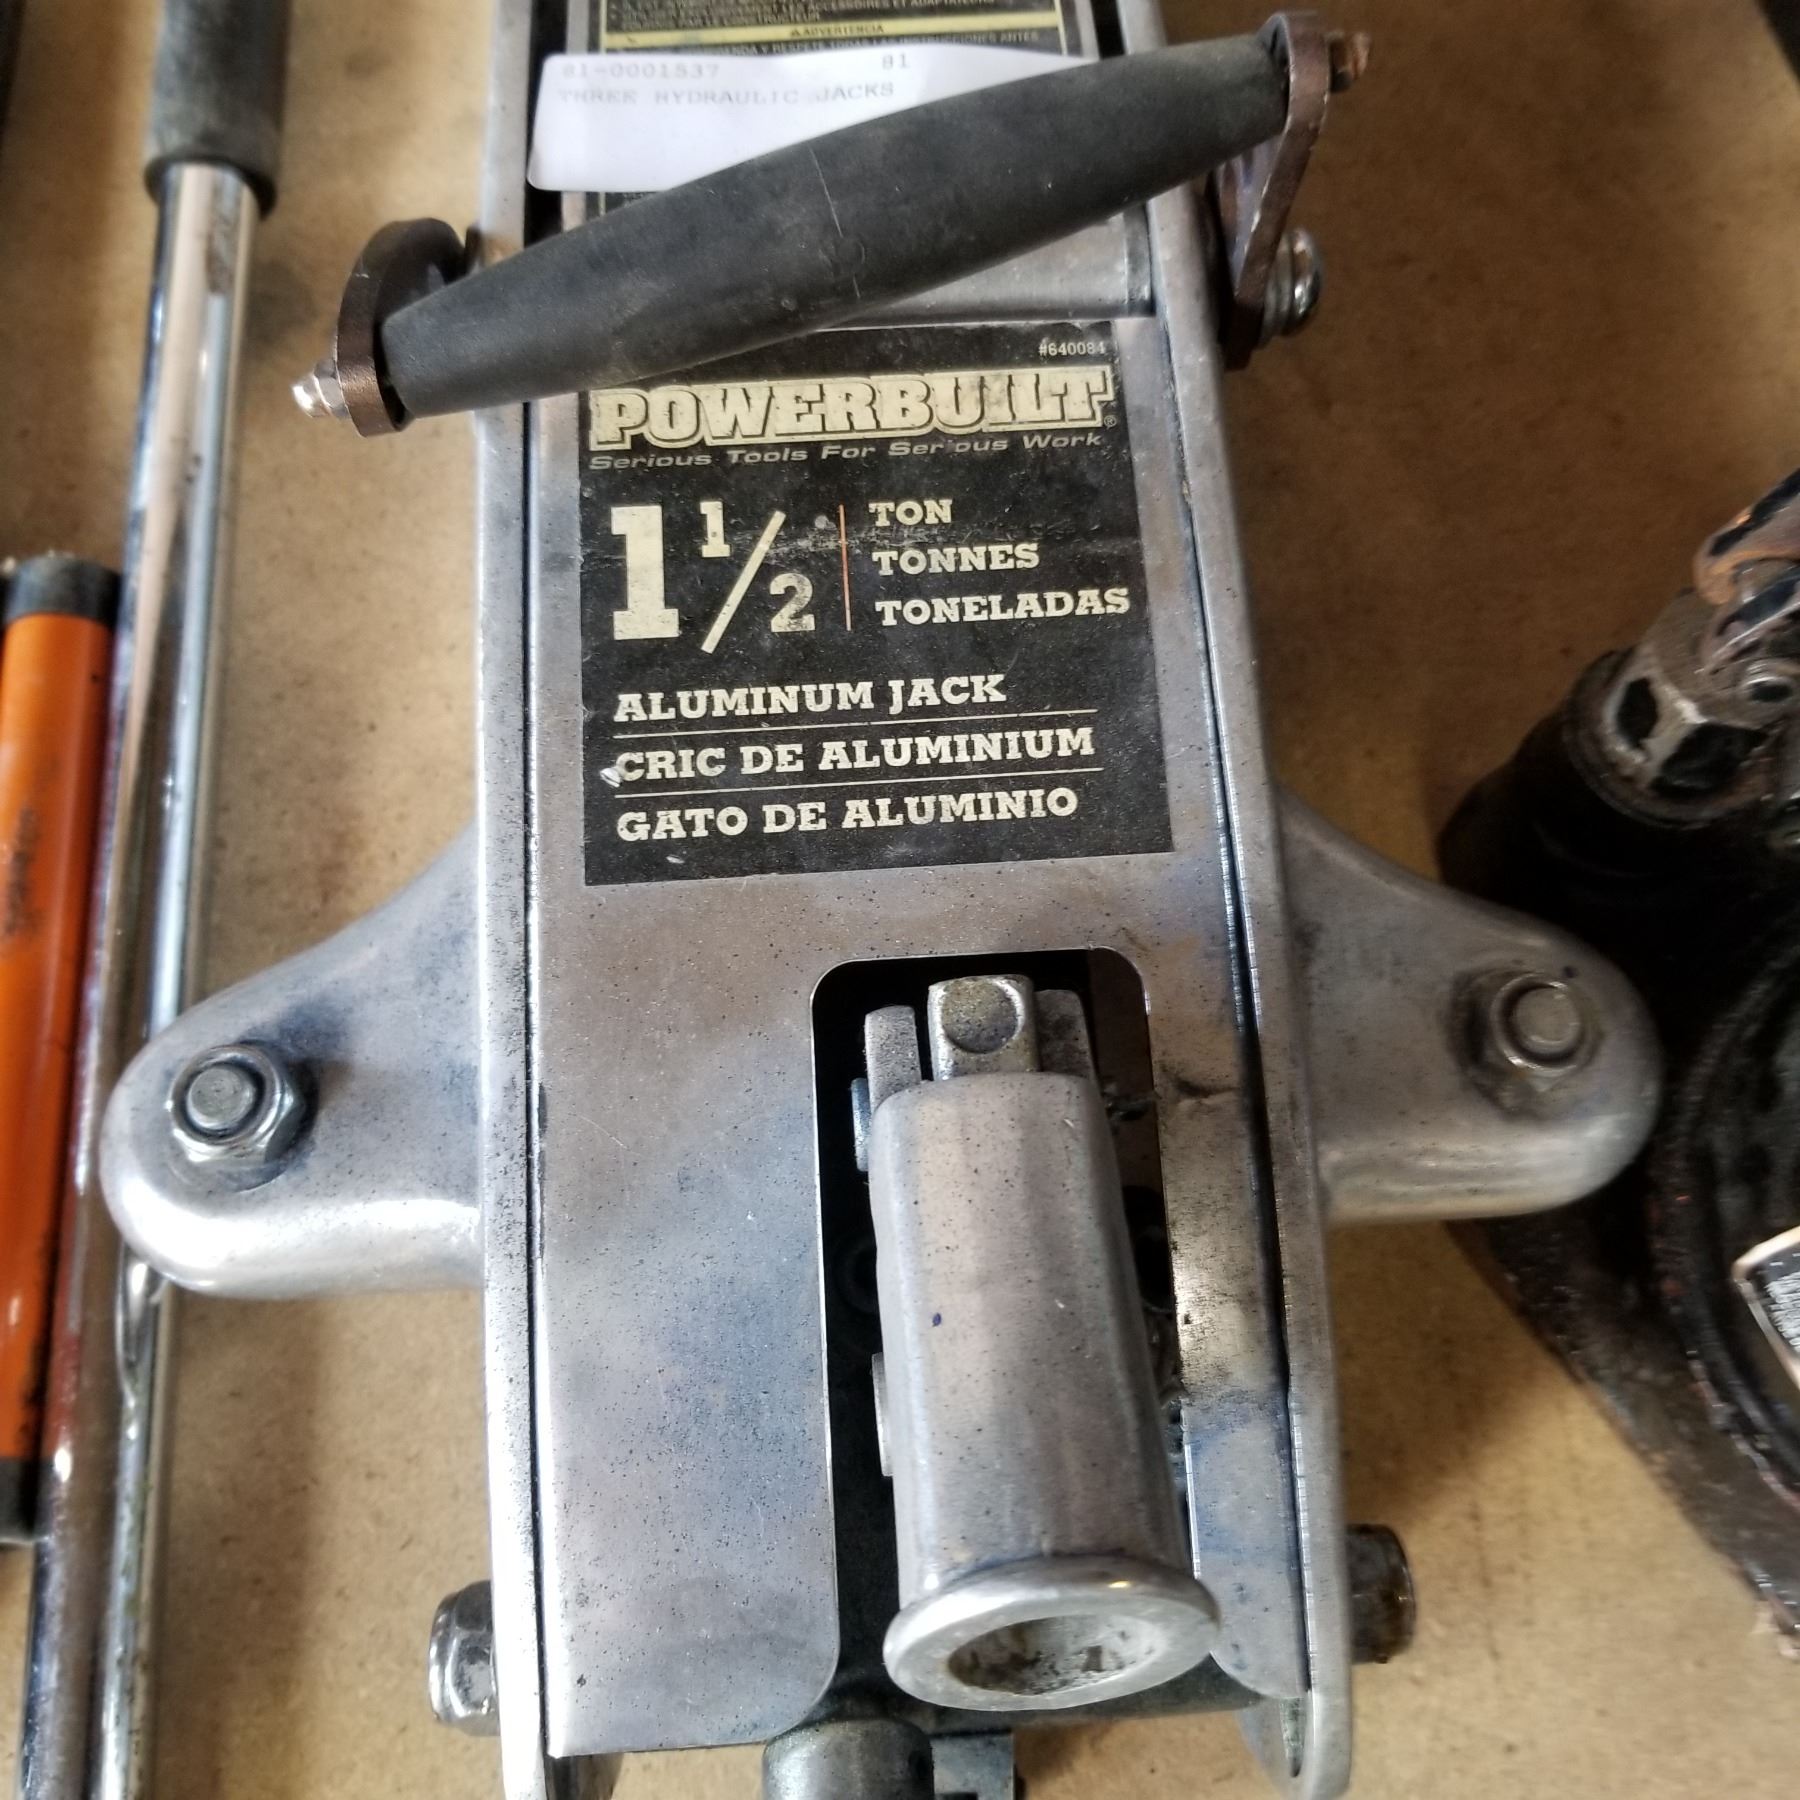 ADVERTENCIA
81-0001537 81
THREE HYDRAULIC JACKS
#640084
POWERBUILT®
Serious Tools For Serious Work
1 1/2
TON
TONNES
TONELADAS
ALUMINUM JACK
CRIC DE ALUMINIUM
GATO DE ALUMINIO